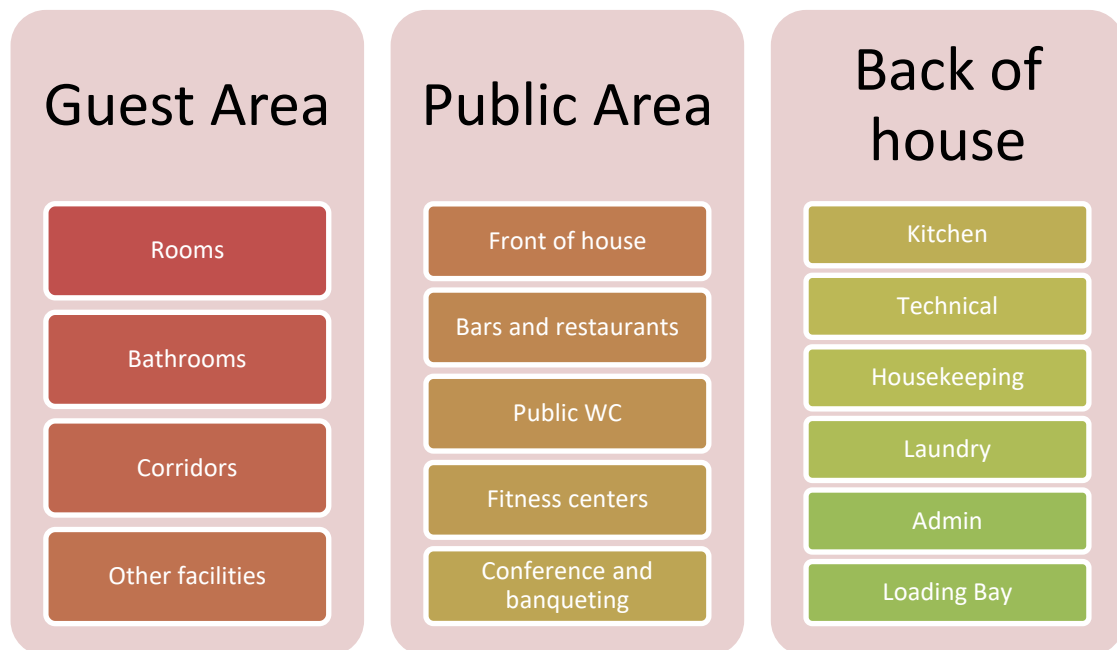 Guest Area
Rooms
Bathrooms
Corridors
Other facilities
Public Area
Front of house
Bars and restaurants
Public WC
Fitness centers
Conference and
banqueting
Back of
house
Kitchen
Technical
Housekeeping
Laundry
Admin
Loading Bay